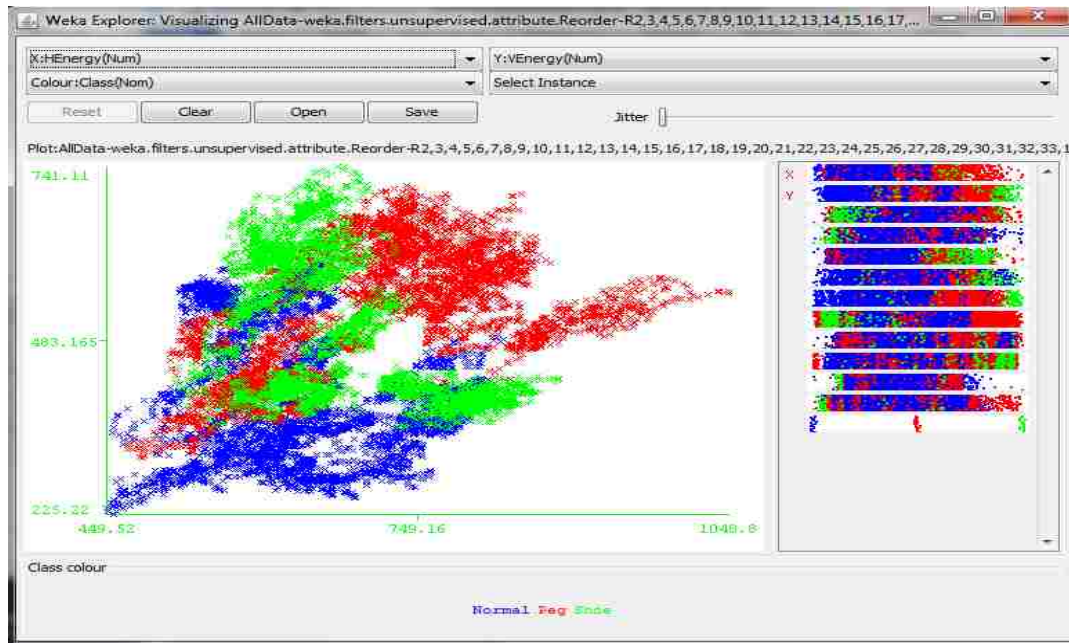 Weka Explorer: Visualizing AllData-weka.filters.unsupervised.attribute.Reorder-R2,3,4,5,6,7,8,9,10,11,12,13,14,15,16,17,...
X:HEnergy(Num)
Y:VEnergy(Num)
Colour:Class(Nom)
Select Instance
Reset
Clear
Open
Save
Jitter
Plot:AllData-weka.filters.unsupervised.attribute.Reorder-R2,3,4,5,6,7,8,9,10,11,12,13,14,15,16,17,18,19,20,21,22,23,24,25,26,27,28,29,30,31,32,33,1
741.11
483.165
225.22
449.52
749.16
1048.8
X
Y
Class colour
Normal Peg